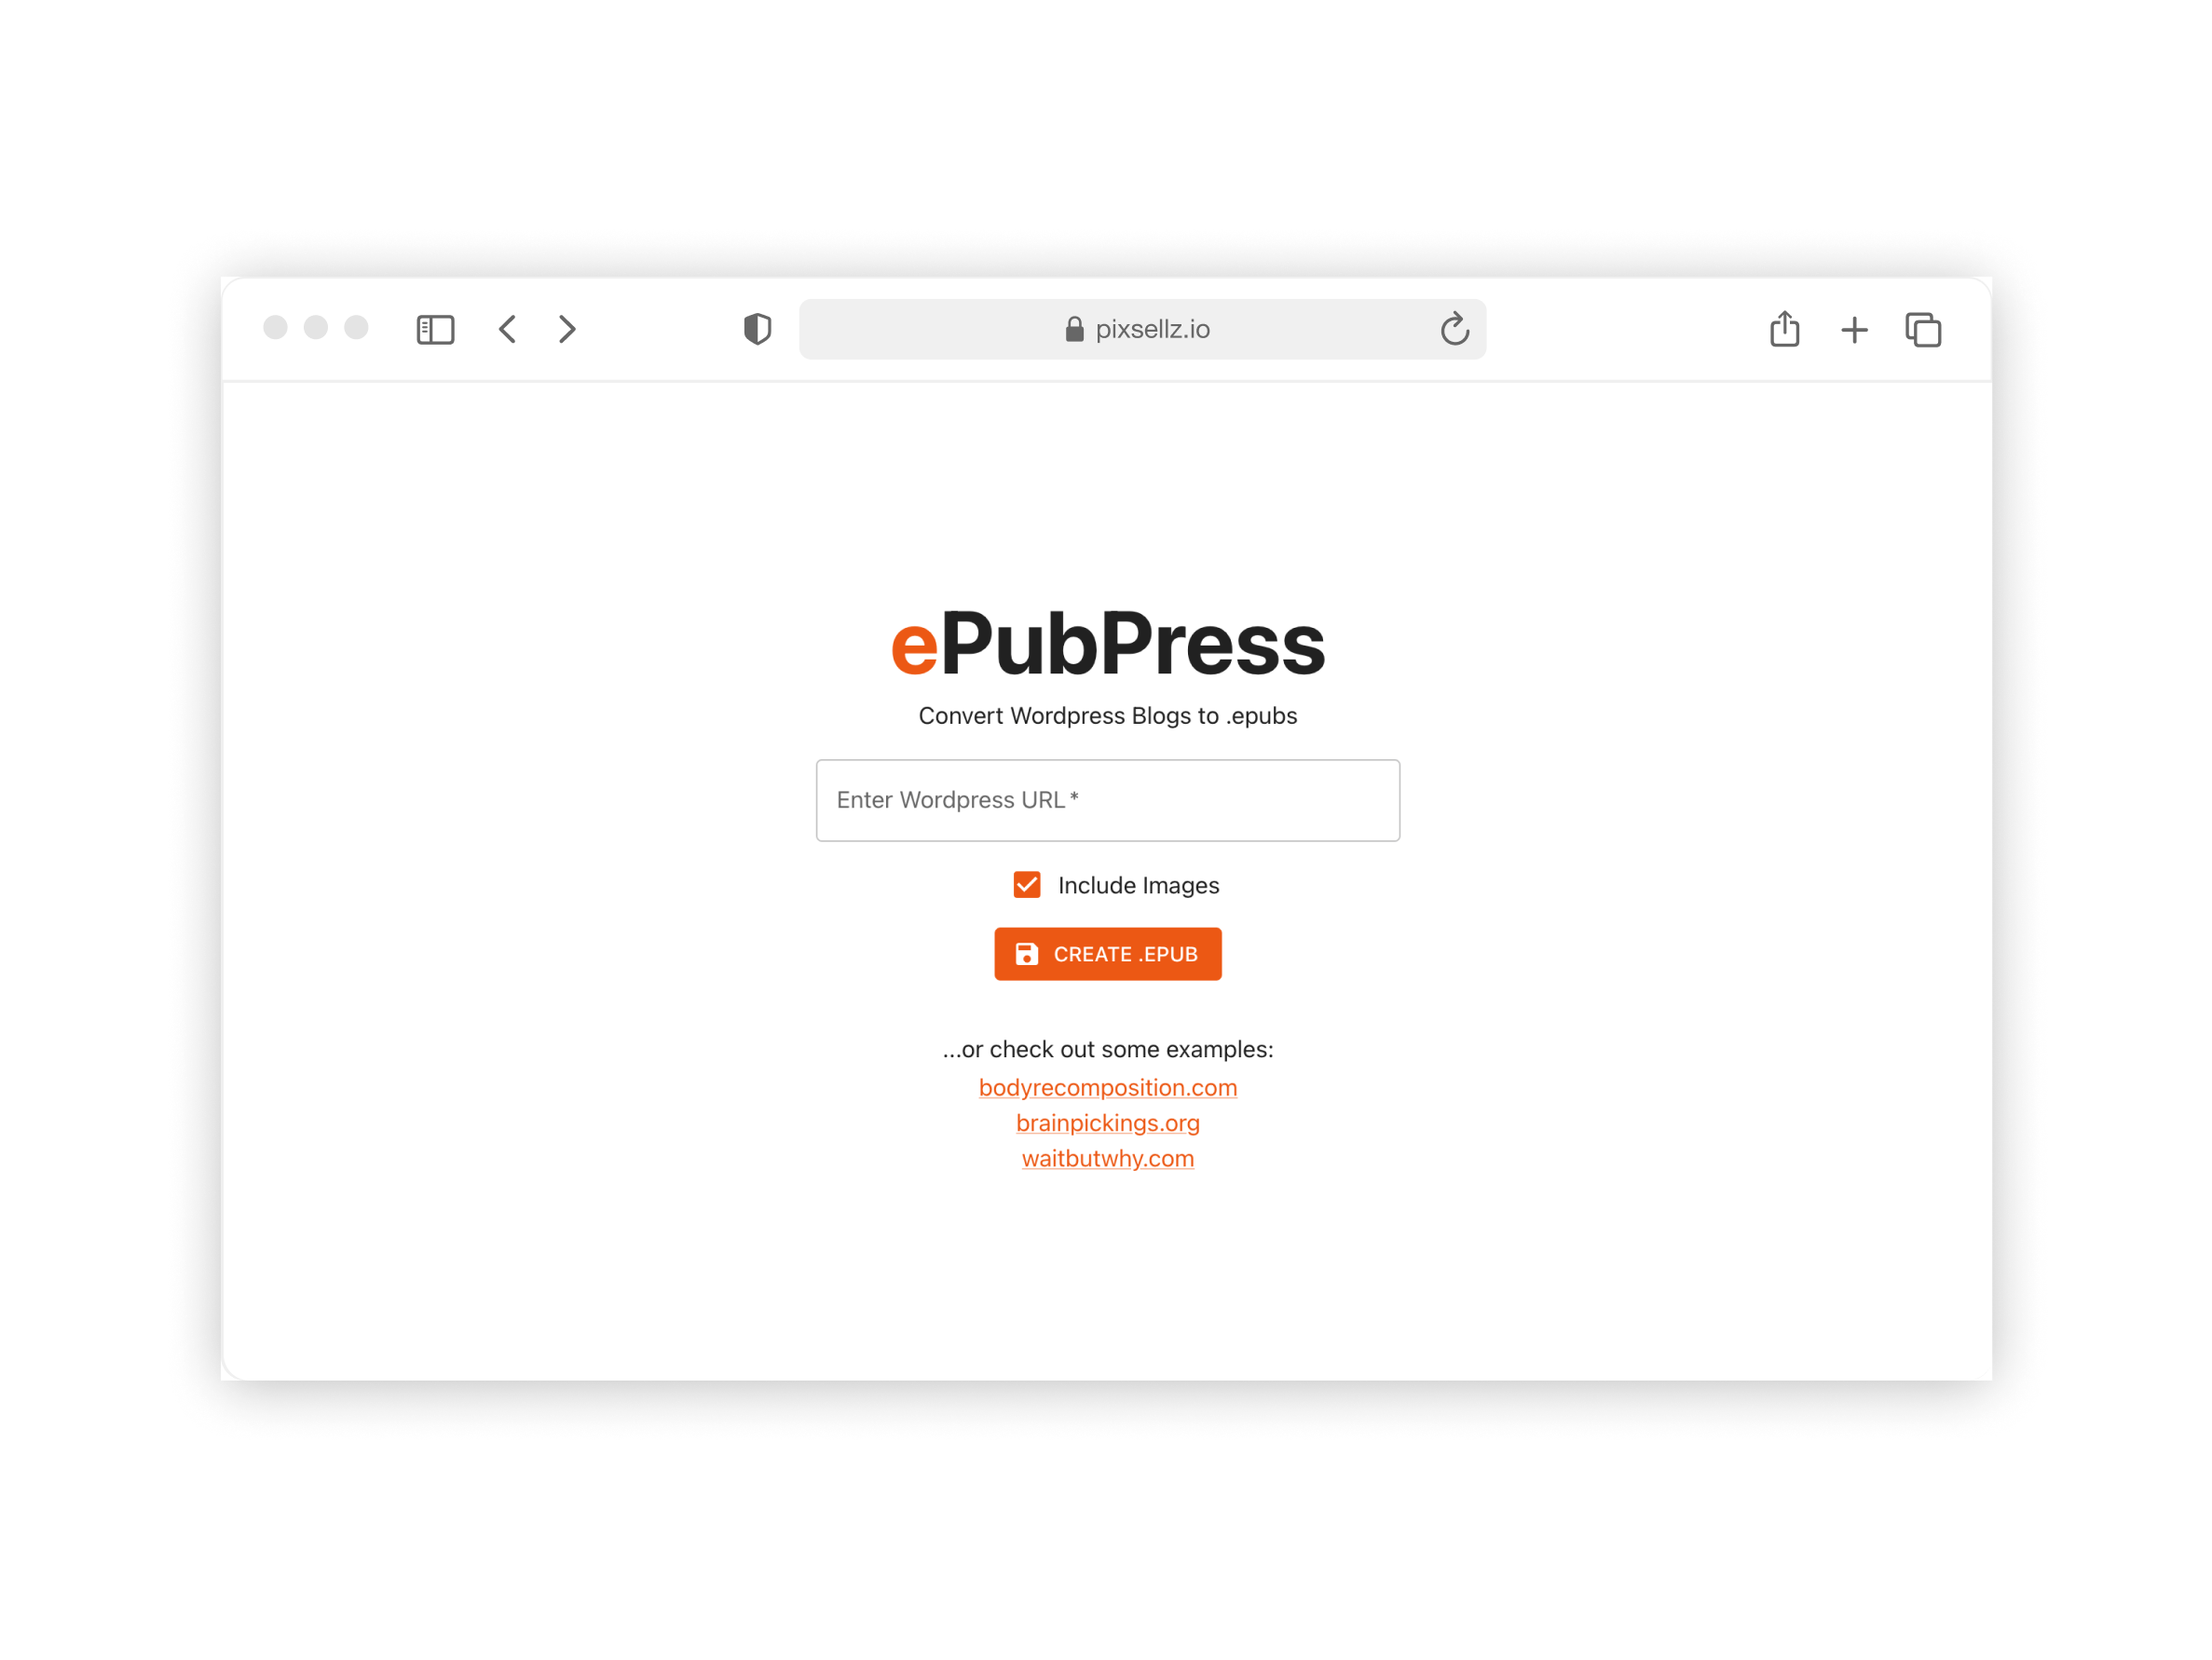 pixsellz.io
ePubPress
Convert Wordpress Blogs to .epubs
Enter Wordpress URL *
Include Images
CREATE .EPUB
...or check out some examples:
bodyrecomposition.com
brainpickings.org
waitbutwhy.com